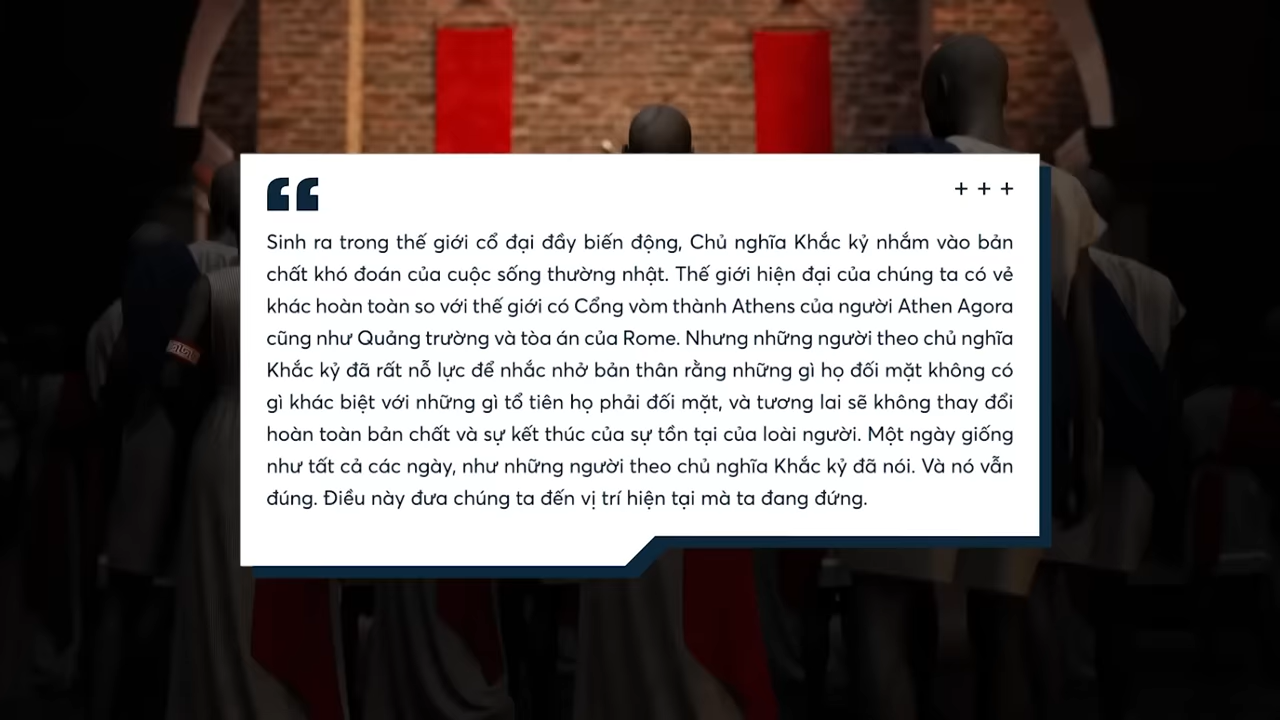 Sinh ra trong thế giới cổ đại đầy biến động, Chủ nghĩa Khắc kỷ nhắm vào bản
chất khó đoán của cuộc sống thường nhật. Thế giới hiện đại của chúng ta có vẻ
khác hoàn toàn so với thế giới có Cổng vòm thành Athens của người Athen Agora
cũng như Quảng trường và tòa án của Rome. Nhưng những người theo chủ nghĩa
Khắc kỷ đã rất nỗ lực để nhắc nhở bản thân rằng những gì họ đối mặt không có
gì khác biệt với những gì tổ tiên họ phải đối mặt, và tương lai sẽ không thay đổi
hoàn toàn bản chất và sự kết thúc của sự tồn tại của loài người. Một ngày giống
như tất cả các ngày, như những người theo chủ nghĩa Khắc kỷ đã nói. Và nó vẫn
đúng. Điều này đưa chúng ta đến vị trí hiện tại mà ta đang đứng.